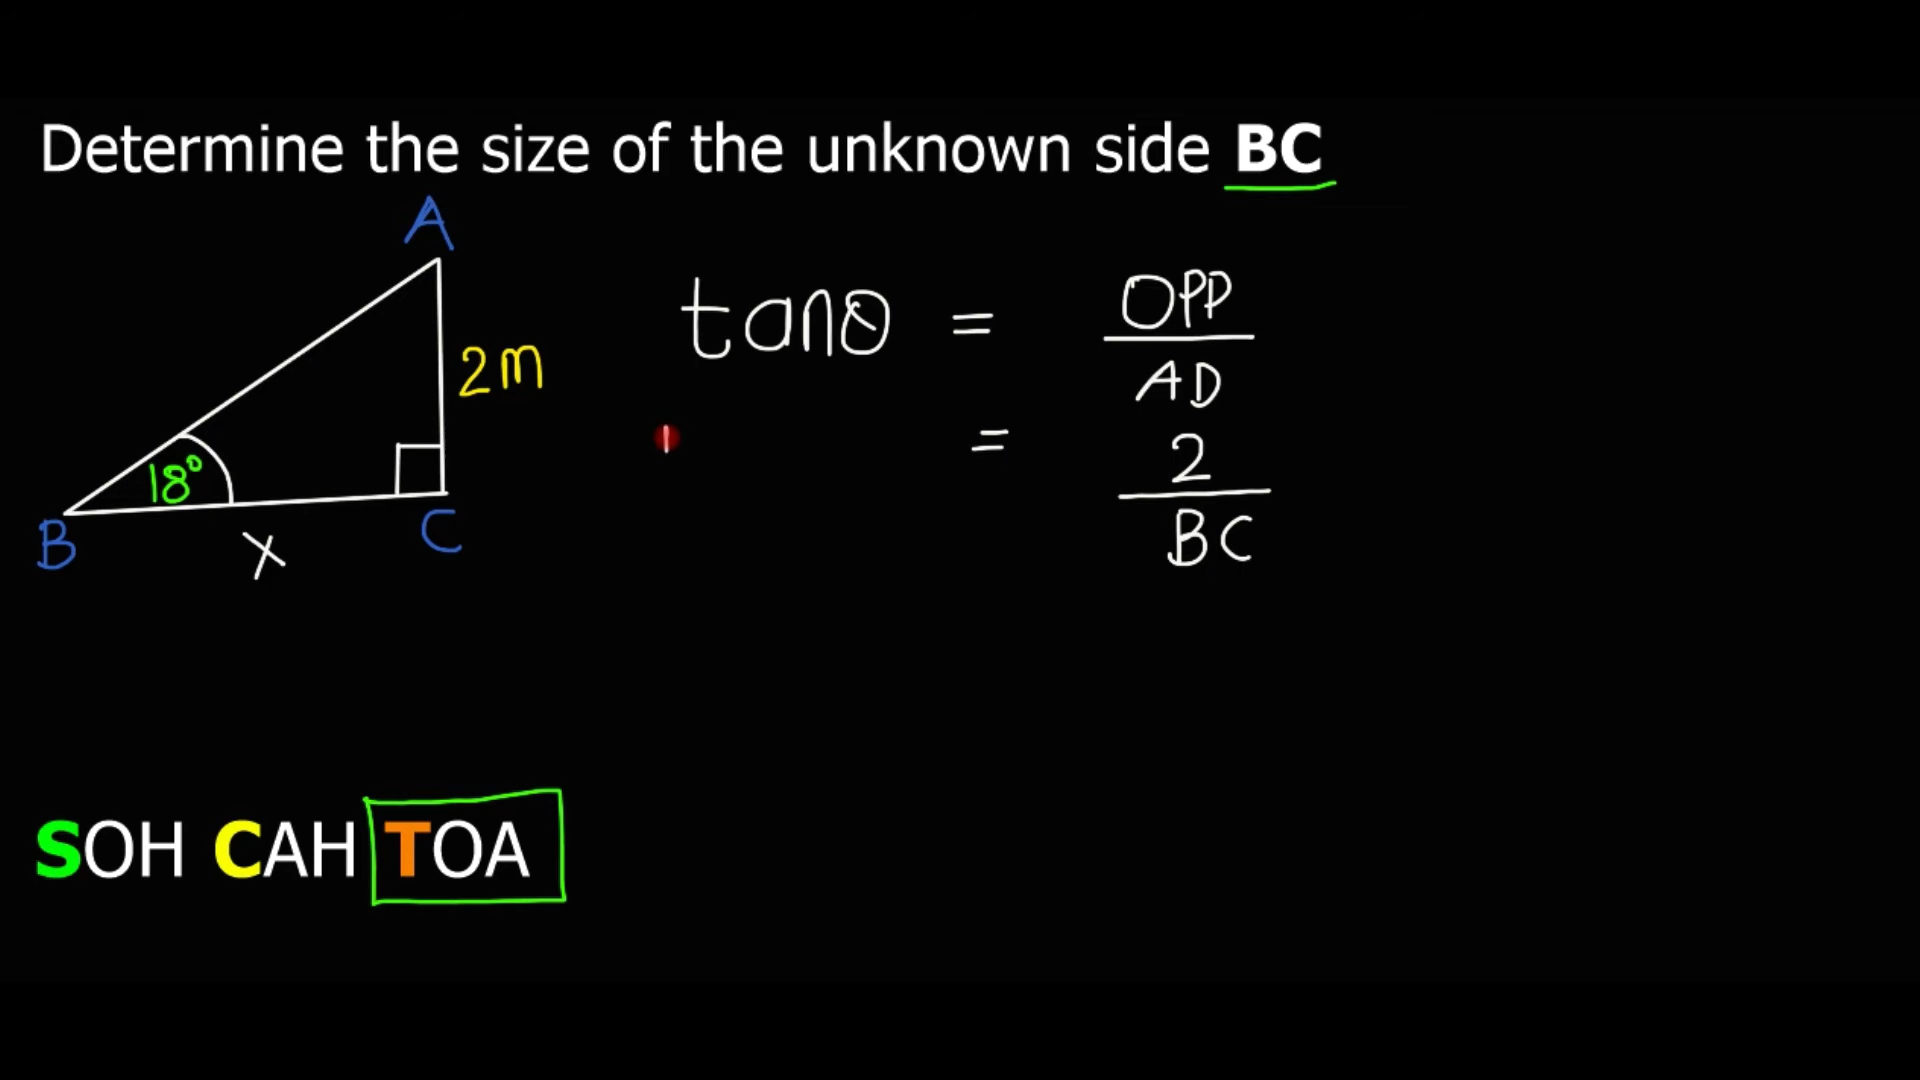 Determine the size of the unknown side BC
A
tanθ = OPP
AD
2m
= 2
BC
18°
B
x
C
SOH CAH TOA